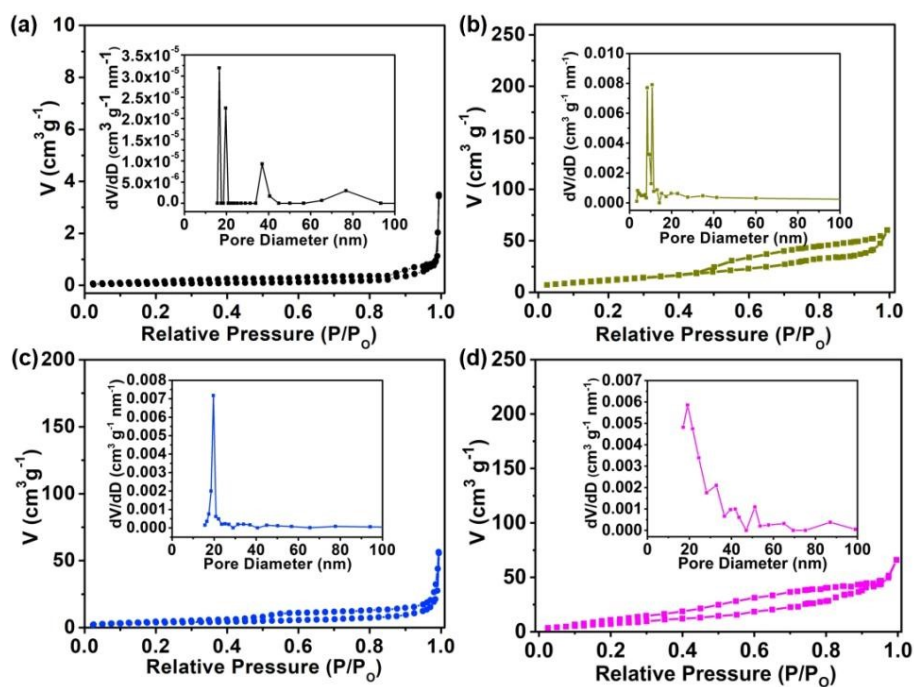 (a)
10
8
6
4
2
0
V (cm³g⁻¹)
0.0 0.2 0.4 0.6 0.8 1.0
Relative Pressure (P/P₀)
3.5x10⁻⁵
3.0x10⁻⁵
2.5x10⁻⁵
2.0x10⁻⁵
1.5x10⁻⁵
1.0x10⁻⁵
5.0x10⁻⁶
0.0
dV/dD (cm³ g⁻¹ nm⁻¹)
0 20 40 60 80 100
Pore Diameter (nm)
(b)
250
200
150
100
50
0
V (cm³g⁻¹)
0.0 0.2 0.4 0.6 0.8 1.0
Relative Pressure (P/P₀)
0.010
0.008
0.006
0.004
0.002
0.000
dV/dD (cm³ g⁻¹ nm⁻¹)
0 20 40 60 80 100
Pore Diameter (nm)
(c)
200
150
100
50
0
V (cm³g⁻¹)
0.0 0.2 0.4 0.6 0.8 1.0
Relative Pressure (P/P₀)
0.008
0.007
0.006
0.005
0.004
0.003
0.002
0.001
0.000
dV/dD (cm³ g⁻¹ nm⁻¹)
0 20 40 60 80 100
Pore Diameter (nm)
(d)
250
200
150
100
50
0
V (cm³g⁻¹)
0.0 0.2 0.4 0.6 0.8 1.0
Relative Pressure (P/P₀)
0.007
0.006
0.005
0.004
0.003
0.002
0.001
0.000
dV/dD (cm³ g⁻¹ nm⁻¹)
0 20 40 60 80 100
Pore Diameter (nm)